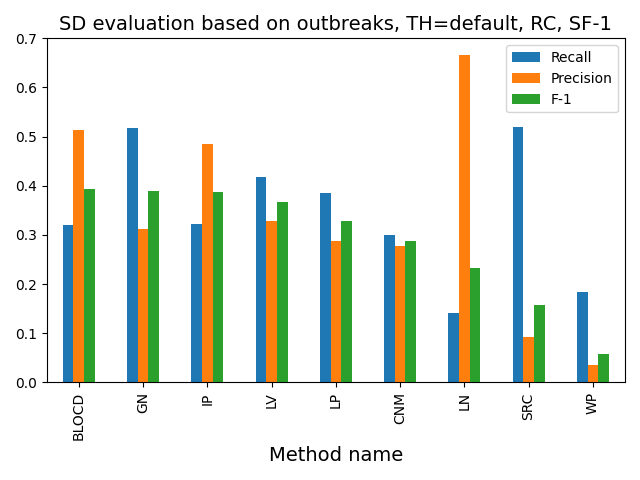 SD evaluation based on outbreaks, TH=default, RC, SF-1
0.7
0.6
0.5
0.4
0.3
0.2
0.1
0.0
Recall
Precision
F-1
BLOCD
GN
IP
LV
LP
CNM
LN
SRC
WP
Method name